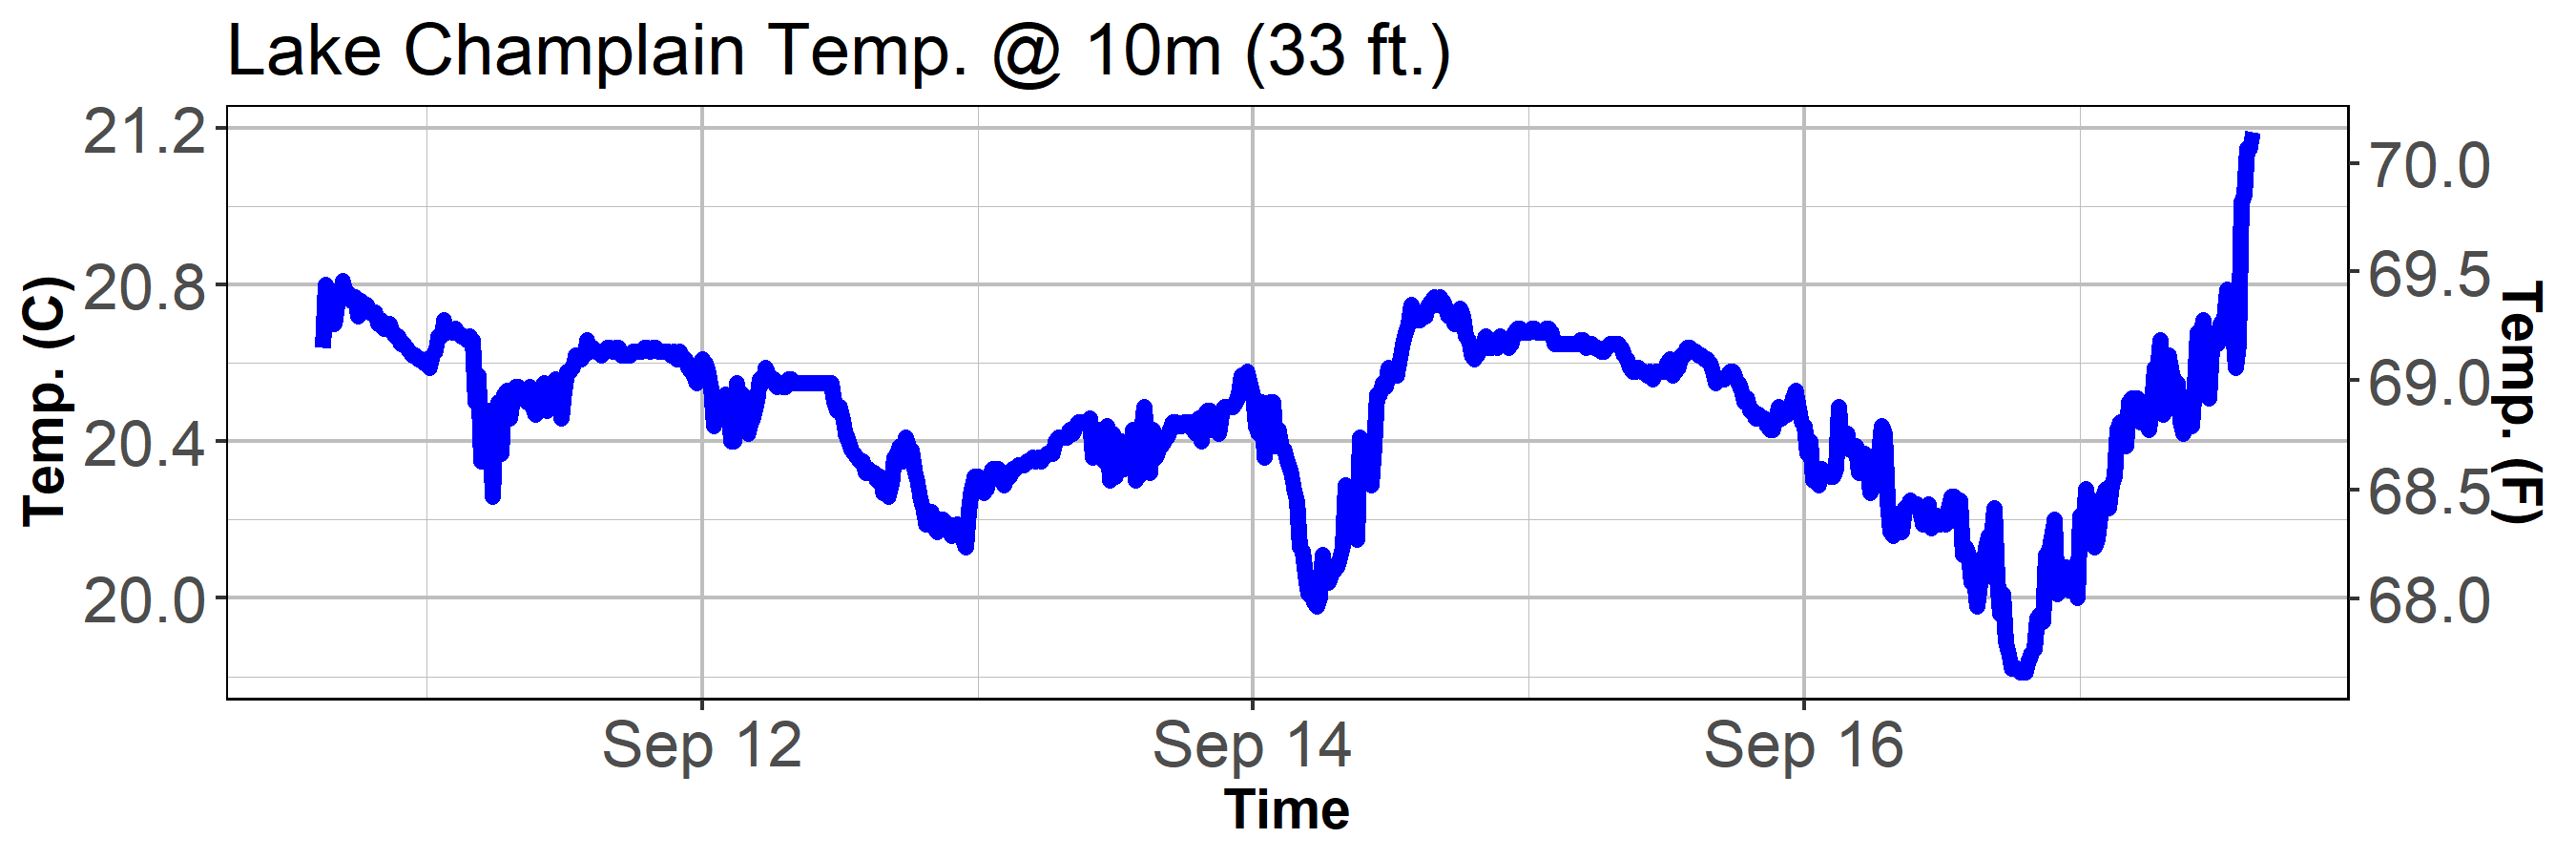 Lake Champlain Temp. @ 10m (33 ft.)
21.2
20.8
20.4
20.0
Temp. (C)
70.0
69.5
69.0
68.5
68.0
Temp. (F)
Sep 12
Sep 14
Sep 16
Time